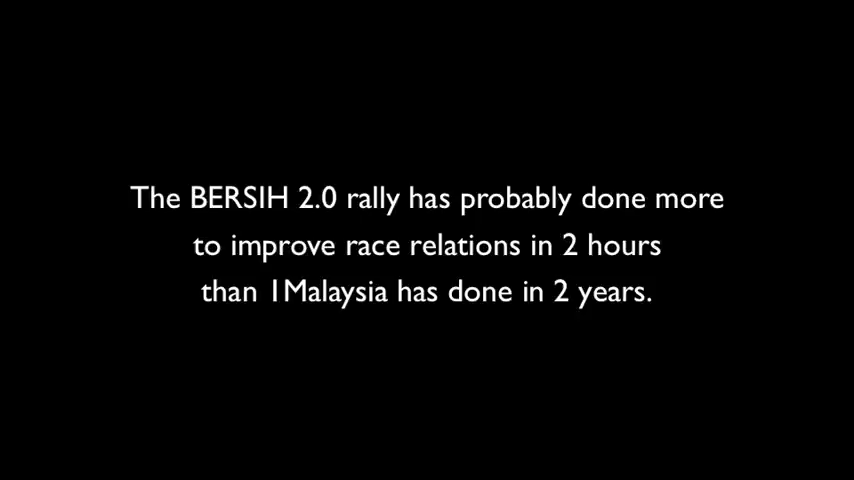 The BERSIH 2.0 rally has probably done more
to improve race relations in 2 hours
than 1Malaysia has done in 2 years.